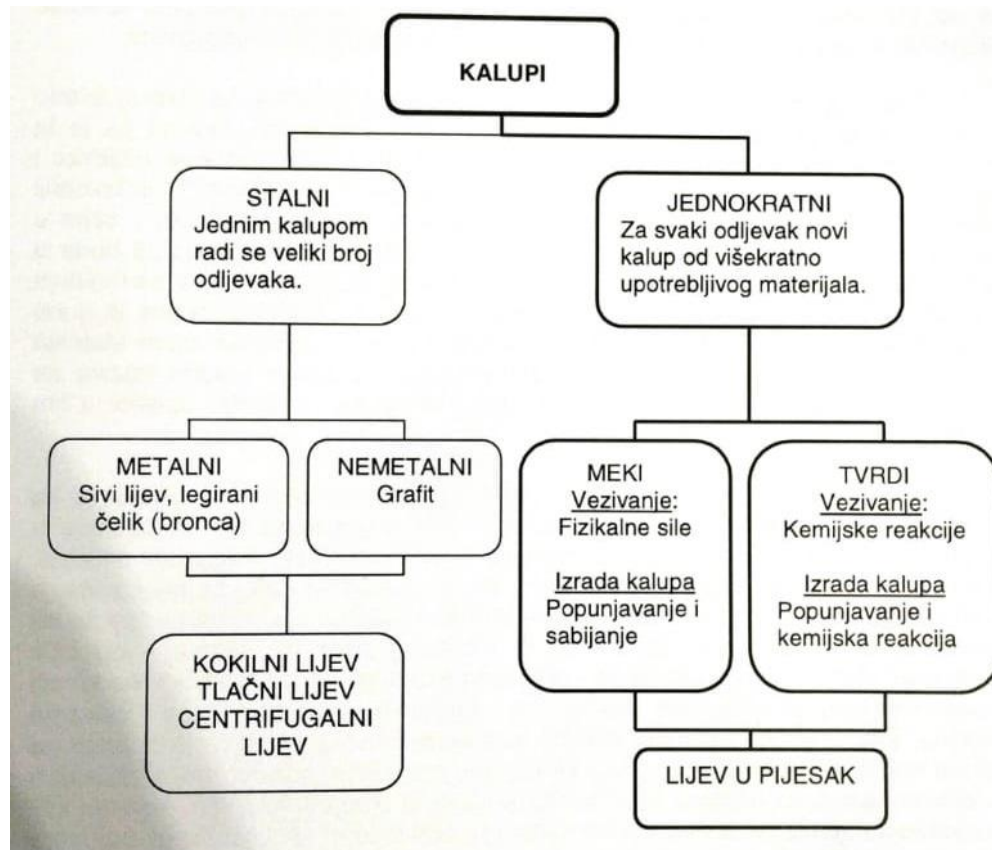 KALUPI
STALNI
Jednim kalupom
radi se veliki broj
odljevaka.
JEDNOKRATNI
Za svaki odljevak novi
kalup od višekratno
upotrebljivog materijala.
METALNI
Sivi lijev, legirani
čelik (bronca)
NEMETALNI
Grafit
MEKI
Vezivanje:
Fizikalne sile
Izrada kalupa
Popunjavanje i
sabijanje
TVRDI
Vezivanje:
Kemijske reakcije
Izrada kalupa
Popunjavanje i
kemijska reakcija
KOKILNI LIJEV
TLAČNI LIJEV
CENTRIFUGALNI
LIJEV
LIJEV U PIJESAK